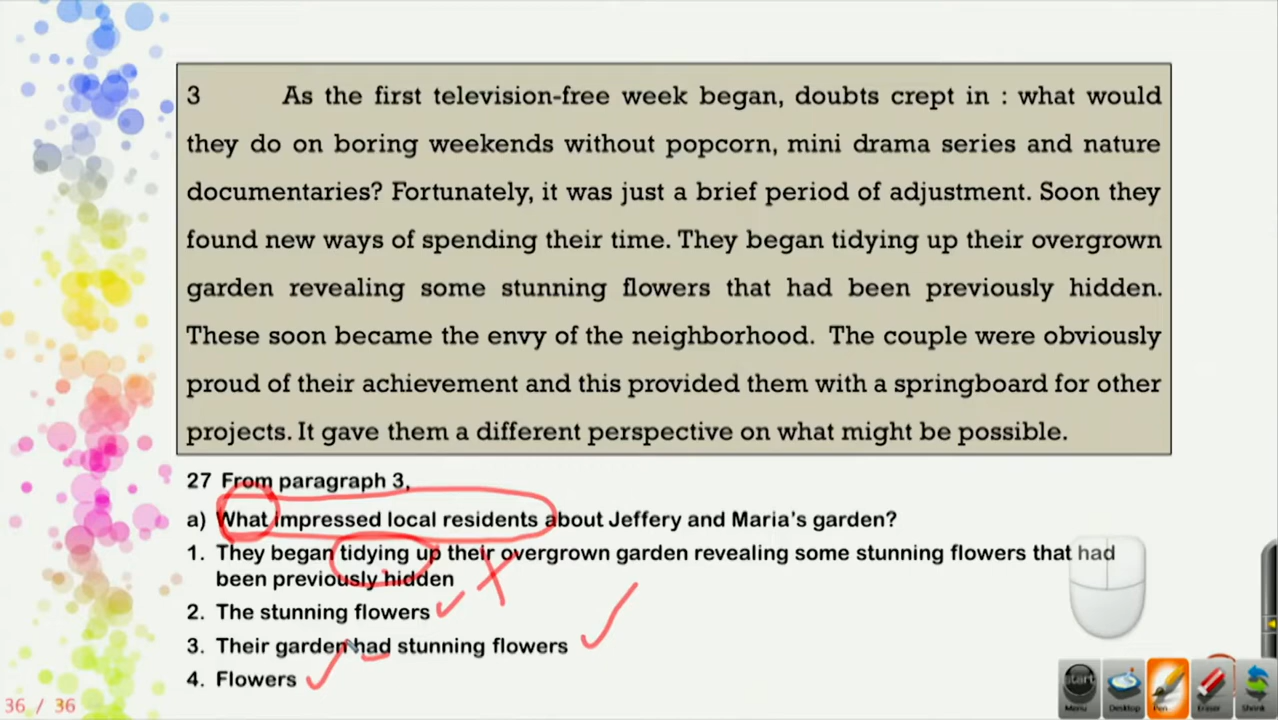 3 As the first television-free week began, doubts crept in : what would
they do on boring weekends without popcorn, mini drama series and nature
documentaries? Fortunately, it was just a brief period of adjustment. Soon they
found new ways of spending their time. They began tidying up their overgrown
garden revealing some stunning flowers that had been previously hidden.
These soon became the envy of the neighborhood. The couple were obviously
proud of their achievement and this provided them with a springboard for other
projects. It gave them a different perspective on what might be possible.
27 From paragraph 3,
a) What impressed local residents about Jeffery and Maria's garden?
1. They began tidying up their overgrown garden revealing some stunning flowers that had
been previously hidden
2. The stunning flowers
3. Their garden had stunning flowers
4. Flowers
36 / 36
start
Menu Desktop Pen Eraser Shrink